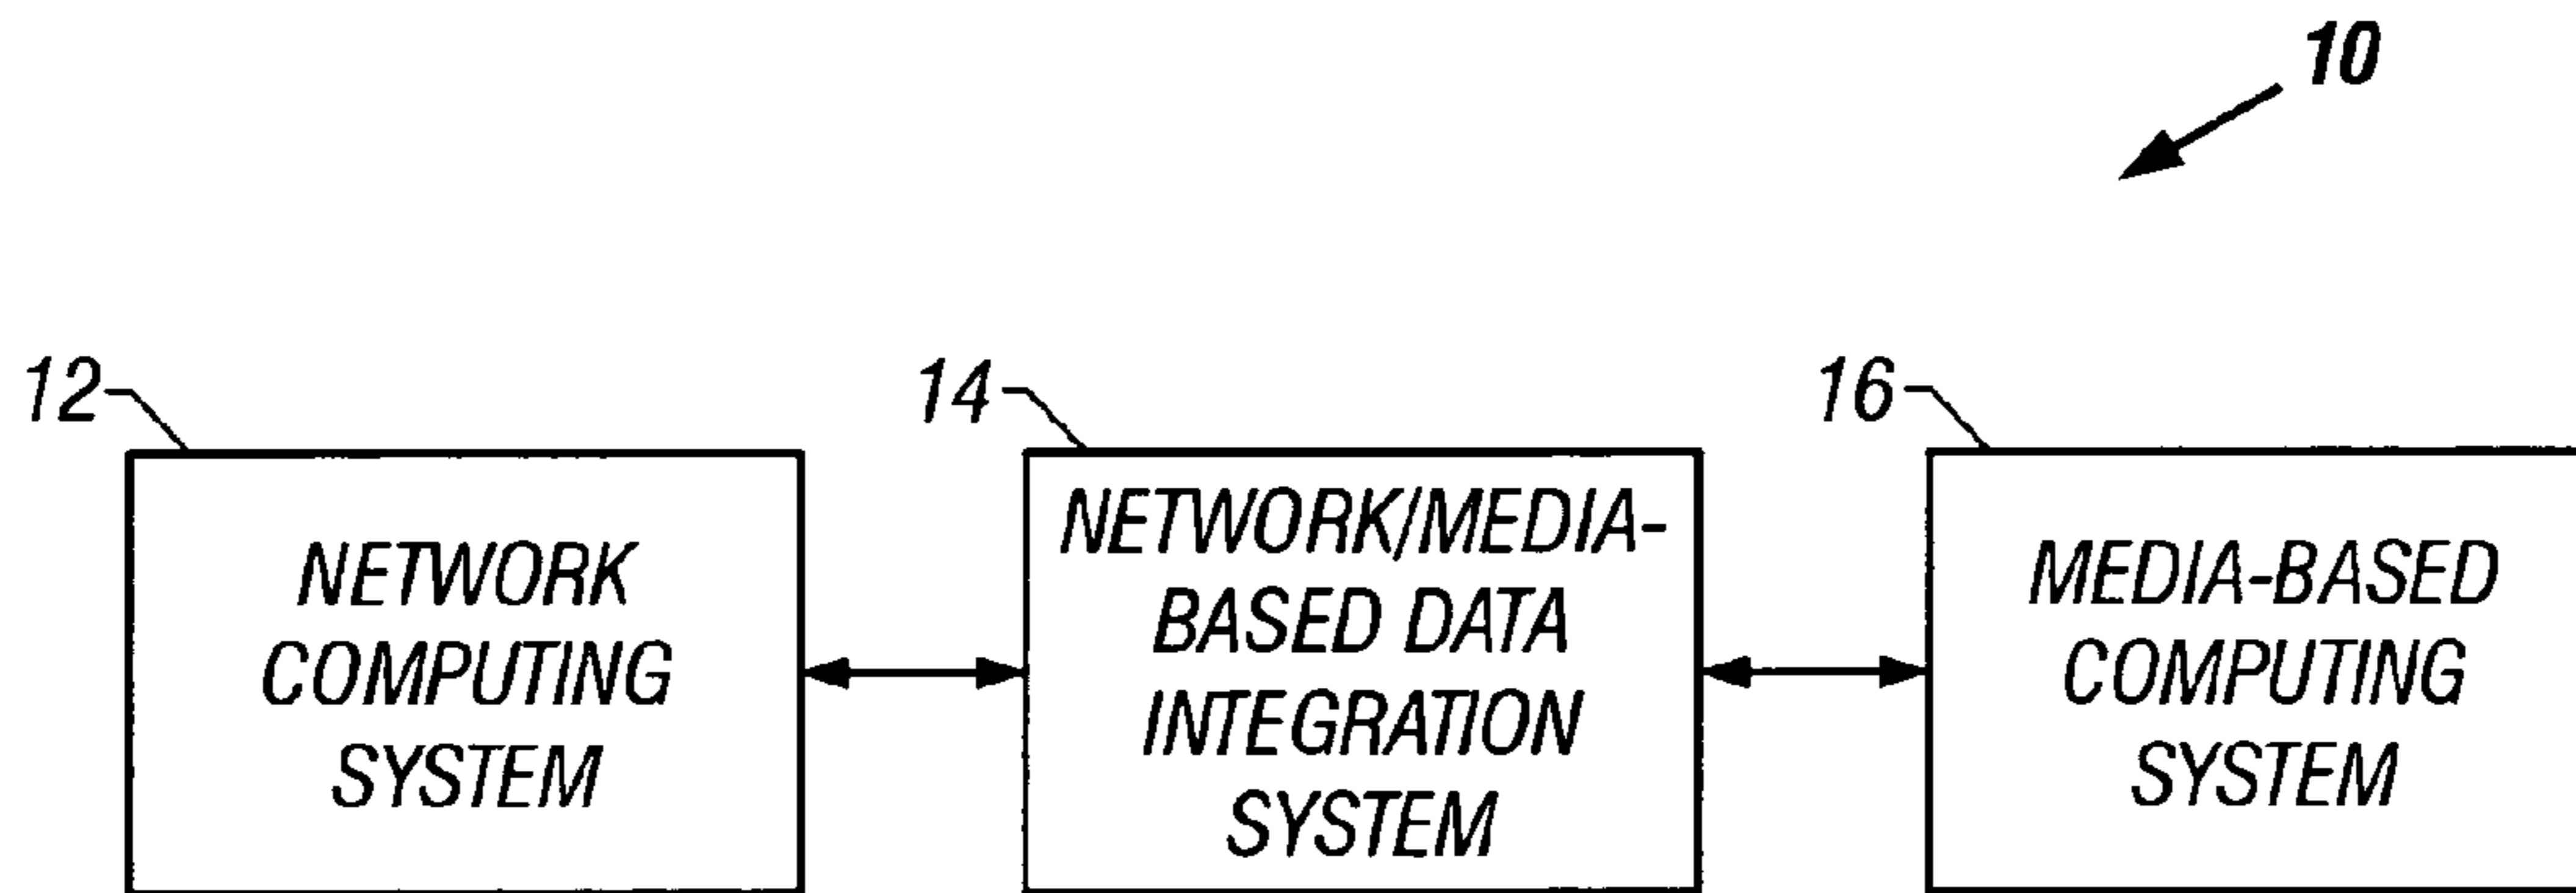 10
12
14
16
NETWORK
COMPUTING
SYSTEM
NETWORK/MEDIA-
BASED DATA
INTEGRATION
SYSTEM
MEDIA-BASED
COMPUTING
SYSTEM